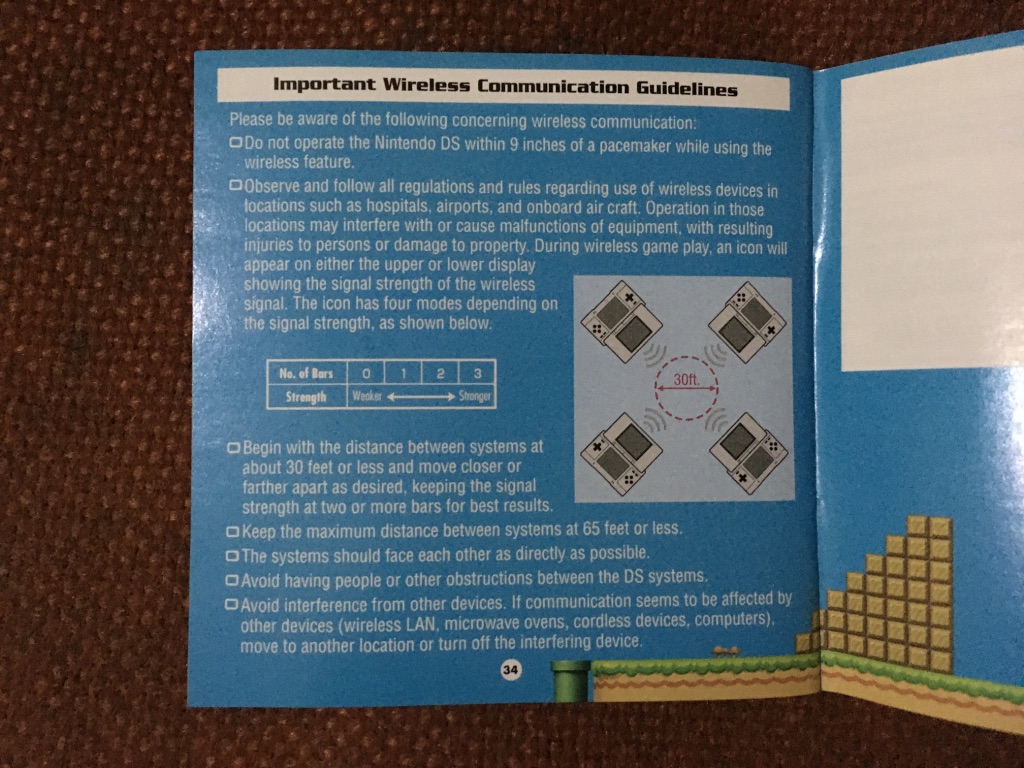 Important Wireless Communication Guidelines
Please be aware of the following concerning wireless communication:
Do not operate the Nintendo DS within 9 inches of a pacemaker while using the
wireless feature.
Observe and follow all regulations and rules regarding use of wireless devices in
locations such as hospitals, airports, and onboard air craft. Operation in those
locations may interfere with or cause malfunctions of equipment, with resulting
injuries to persons or damage to property. During wireless game play, an icon will
appear on either the upper or lower display
showing the signal strength of the wireless
signal. The icon has four modes depending on
the signal strength, as shown below.
No. of Bars 0 1 2 3
Strength Weaker Stronger
30ft.
Begin with the distance between systems at
about 30 feet or less and move closer or
farther apart as desired, keeping the signal
strength at two or more bars for best results.
Keep the maximum distance between systems at 65 feet or less.
The systems should face each other as directly as possible.
Avoid having people or other obstructions between the DS systems.
Avoid interference from other devices. If communication seems to be affected by
other devices (wireless LAN, microwave ovens, cordless devices, computers),
move to another location or turn off the interfering device.
34